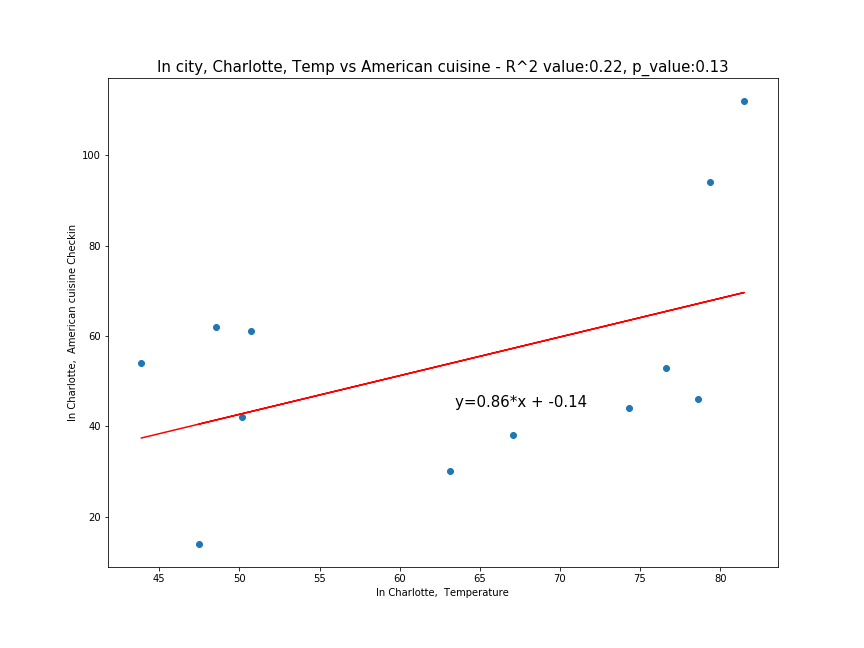 In city, Charlotte, Temp vs American cuisine - R^2 value:0.22, p_value:0.13
In Charlotte,  American cuisine Checkin
100
80
60
40
20
y=0.86*x + -0.14
45 50 55 60 65 70 75 80
In Charlotte,  Temperature